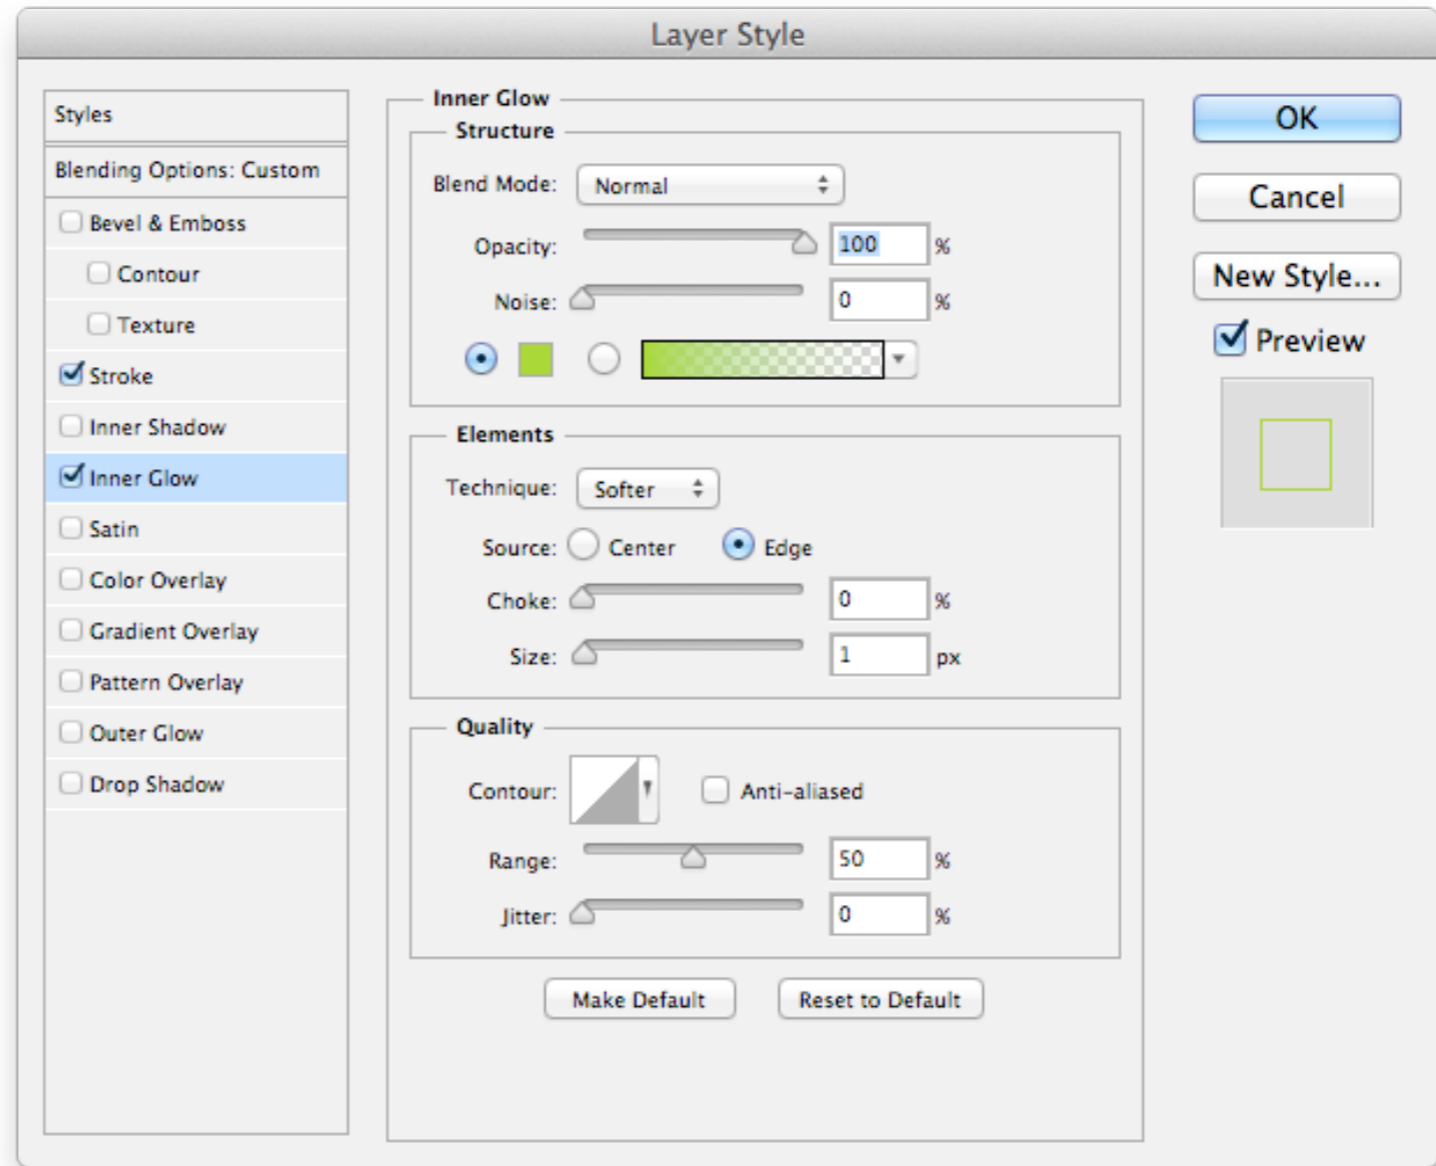 Layer Style
Styles
Blending Options: Custom
Bevel & Emboss
Contour
Texture
Stroke
Inner Shadow
Inner Glow
Satin
Color Overlay
Gradient Overlay
Pattern Overlay
Outer Glow
Drop Shadow
Inner Glow
Structure
Blend Mode: Normal
Opacity: 100 %
Noise: 0 %
Elements
Technique: Softer
Source: Center Edge
Choke: 0 %
Size: 1 px
Quality
Contour: Anti-aliased
Range: 50 %
Jitter: 0 %
Make Default Reset to Default
OK
Cancel
New Style...
Preview